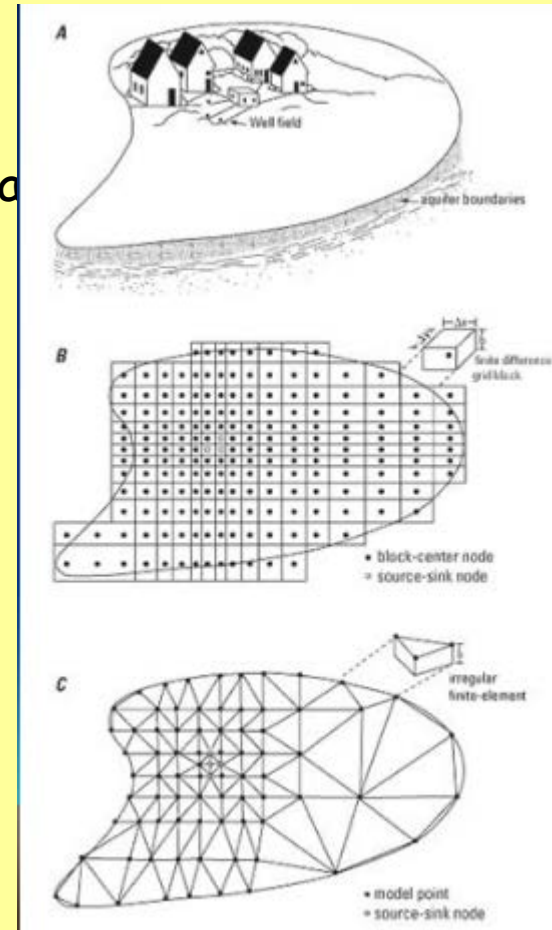 A
Well field
aquifer boundaries
B
Δx
finite difference
grid block
• block-center node
source-sink node
C
b
irregular
finite-element
• model point
source-sink node